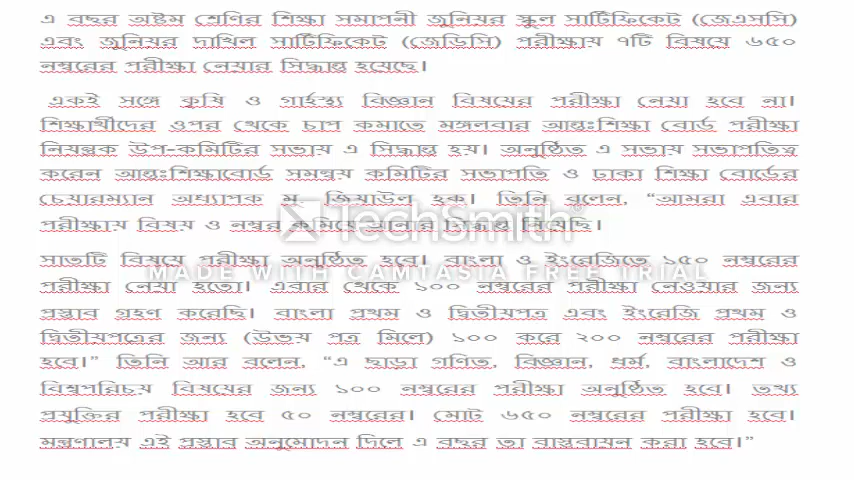 এ বছর অষ্টম শ্রেণির শিক্ষা সমাপনী জুনিয়র স্কুল সার্টিফিকেট (জেএসসি)
এবং জুনিয়র দাখিল সার্টিফিকেট (জেডিসি) পরীক্ষায় ৭টি বিষয়ে ৬৫০
নম্বরের পরীক্ষা নেয়ার সিদ্ধান্ত হয়েছে।
একই সঙ্গে কৃষি ও গার্হস্থ্য বিজ্ঞান বিষয়ের পরীক্ষা নেয়া হবে না।
শিক্ষার্থীদের ওপর থেকে চাপ কমাতে মঙ্গলবার আন্তঃশিক্ষা বোর্ড পরীক্ষা
নিয়ন্ত্রক উপ-কমিটির সভায় এ সিদ্ধান্ত হয়। অনুষ্ঠিত এ সভায় সভাপতিত্ব
করেন আন্তঃশিক্ষাবোর্ড সমন্বয় কমিটির সভাপতি ও ঢাকা শিক্ষা বোর্ডের
চেয়ারম্যান অধ্যাপক মু. জিয়াউল হক। তিনি বলেন, “আমরা এবার
পরীক্ষায় বিষয় ও নম্বর কমিয়ে আনার সিদ্ধান্ত নিয়েছি।
TechSmith
সাতটি বিষয়ে পরীক্ষা অনুষ্ঠিত হবে। বাংলা ও ইংরেজিতে ১৫০ নম্বরের
MADE WITH CAMTASIA FREE TRIAL
পরীক্ষা নেয়া হতো। এবার থেকে ১০০ নম্বরের পরীক্ষা নেওয়ার জন্য
প্রস্তাব গ্রহণ করেছি। বাংলা প্রথম ও দ্বিতীয়পত্র এবং ইংরেজি প্রথম ও
দ্বিতীয়পত্রের জন্য (উভয় পত্র মিলে) ১০০ করে ২০০ নম্বরের পরীক্ষা
হবে।” তিনি আর বলেন, “এ ছাড়া গণিত, বিজ্ঞান, ধর্ম, বাংলাদেশ ও
বিশ্বপরিচয় বিষয়ের জন্য ১০০ নম্বরের পরীক্ষা অনুষ্ঠিত হবে। তথ্য
প্রযুক্তির পরীক্ষা হবে ৫০ নম্বরের। মোট ৬৫০ নম্বরের পরীক্ষা হবে।
মন্ত্রণালয় এই প্রস্তাব অনুমোদন দিলে এ বছর তা বাস্তবায়ন করা হবে।”